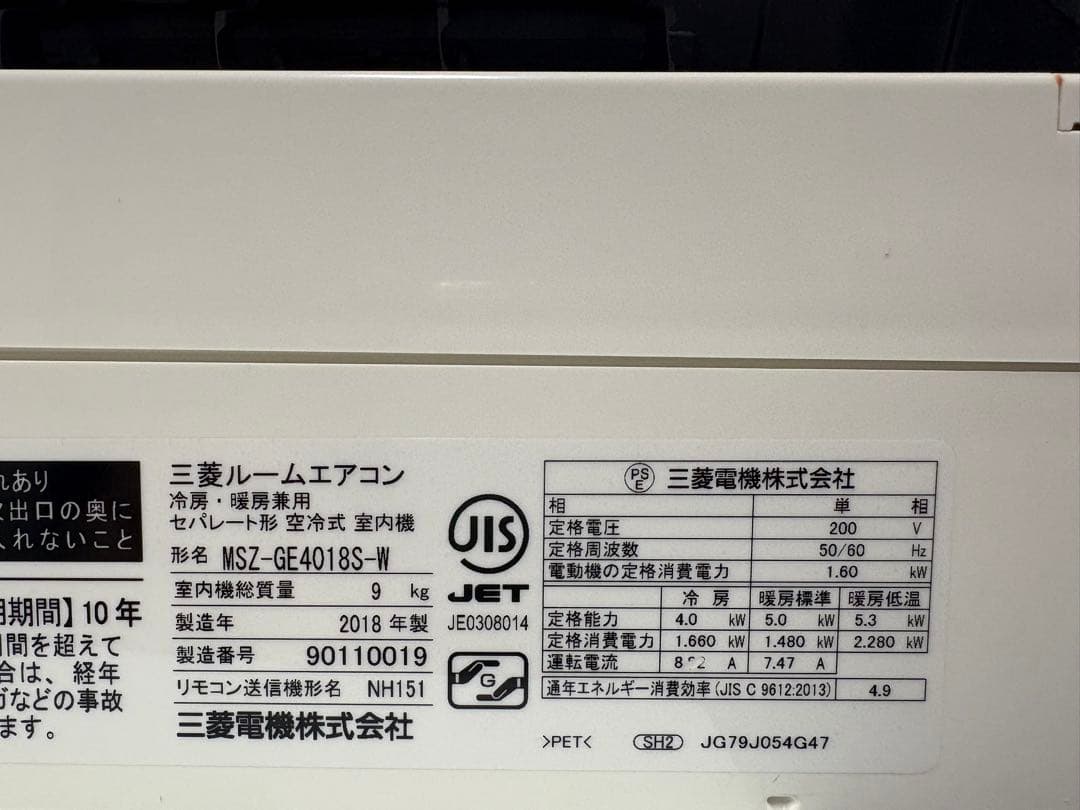 れあり
出口の奥に
入れないこと
用期間】10年
間を超えて
合は、経年
などの事故
ます。
三菱ルームエアコン
冷房・暖房兼用
セパレート形 空冷式 室内機
形名 MSZ-GE4018S-W
室内機総質量 9 kg
製造年 2018 年製
製造番号 90110019
リモコン送信機形名 NH151
三菱電機株式会社
JIS
JET
JE0308014
G
PS E 三菱電機株式会社
相 単 相
定格電圧 200 V
定格周波数 50/60 Hz
電動機の定格消費電力 1.60 kW
冷 房 暖房標準 暖房低温
定格能力 4.0 kW 5.0 kW 5.3 kW
定格消費電力 1.660 kW 1.480 kW 2.280 kW
運転電流 A 7.47 A
通年エネルギー消費効率(JIS C 9612:2013) 4.9
>PET< SH2 JG79J054G47